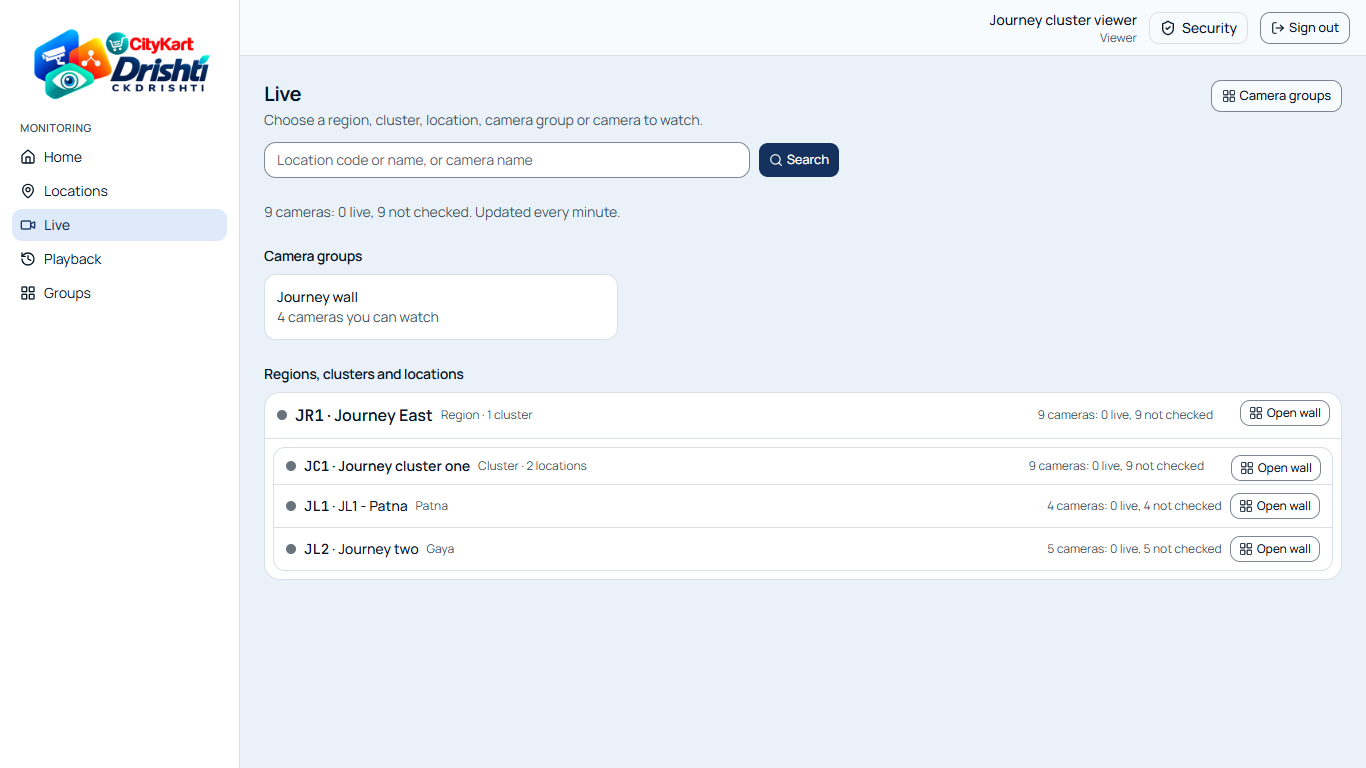 CityKart
Drishti
CKDRISHTI
MONITORING
Home
Locations
Live
Playback
Groups
Journey cluster viewer
Viewer
Security
Sign out
Live
Choose a region, cluster, location, camera group or camera to watch.
Camera groups
Location code or name, or camera name
Search
9 cameras: 0 live, 9 not checked. Updated every minute.
Camera groups
Journey wall
4 cameras you can watch
Regions, clusters and locations
JR1 · Journey East Region · 1 cluster 9 cameras: 0 live, 9 not checked Open wall
JC1 · Journey cluster one Cluster · 2 locations 9 cameras: 0 live, 9 not checked Open wall
JL1 · JL1 - Patna Patna 4 cameras: 0 live, 4 not checked Open wall
JL2 · Journey two Gaya 5 cameras: 0 live, 5 not checked Open wall